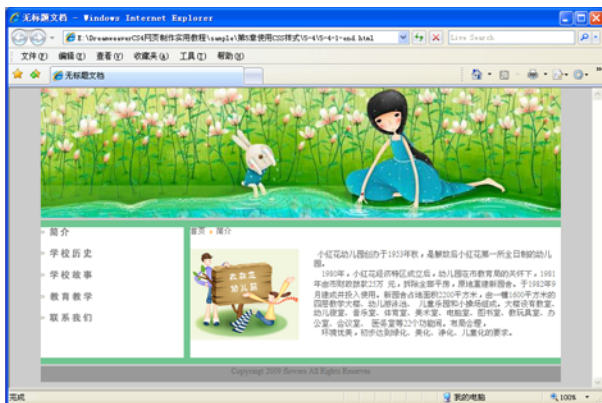 无标题文档 - Windows Internet Explorer
E:\DreamweaverCS4网页制作实用教程\sample\第5章使用CSS样式\5-4\5-4-1-end.html
Live Search
文件(F) 编辑(E) 查看(V) 收藏夹(A) 工具(T) 帮助(H)
无标题文档
简介
学校历史
学校故事
教育教学
联系我们
首页 » 简介
幼儿园
小红花幼儿园创办于1953年秋，是解放后小红花第一所全日制的幼儿
园。
1980年，小红花经济特区成立后，幼儿园在市教育局的关怀下，1981
年由市财政拨款25万 元，拆除全部平房，原地重建新园舍。于1982年9
月建成并投入使用。新园舍占地面积2200平方米，由一幢1600平方米的
四层教学大楼、幼儿游泳池、 儿童乐园和小操场组成。大楼设有教室、
幼儿寝室、音乐室、体育室、美术室、电脑室、图书室、教玩具室、办
公室、会议室、 医务室等22个功能间。布局合理，
环境优美，初步达到绿化、美化、净化、儿童化的要求。
Copyright 2009 flowers All Rights Reserves
完成
我的电脑
100%